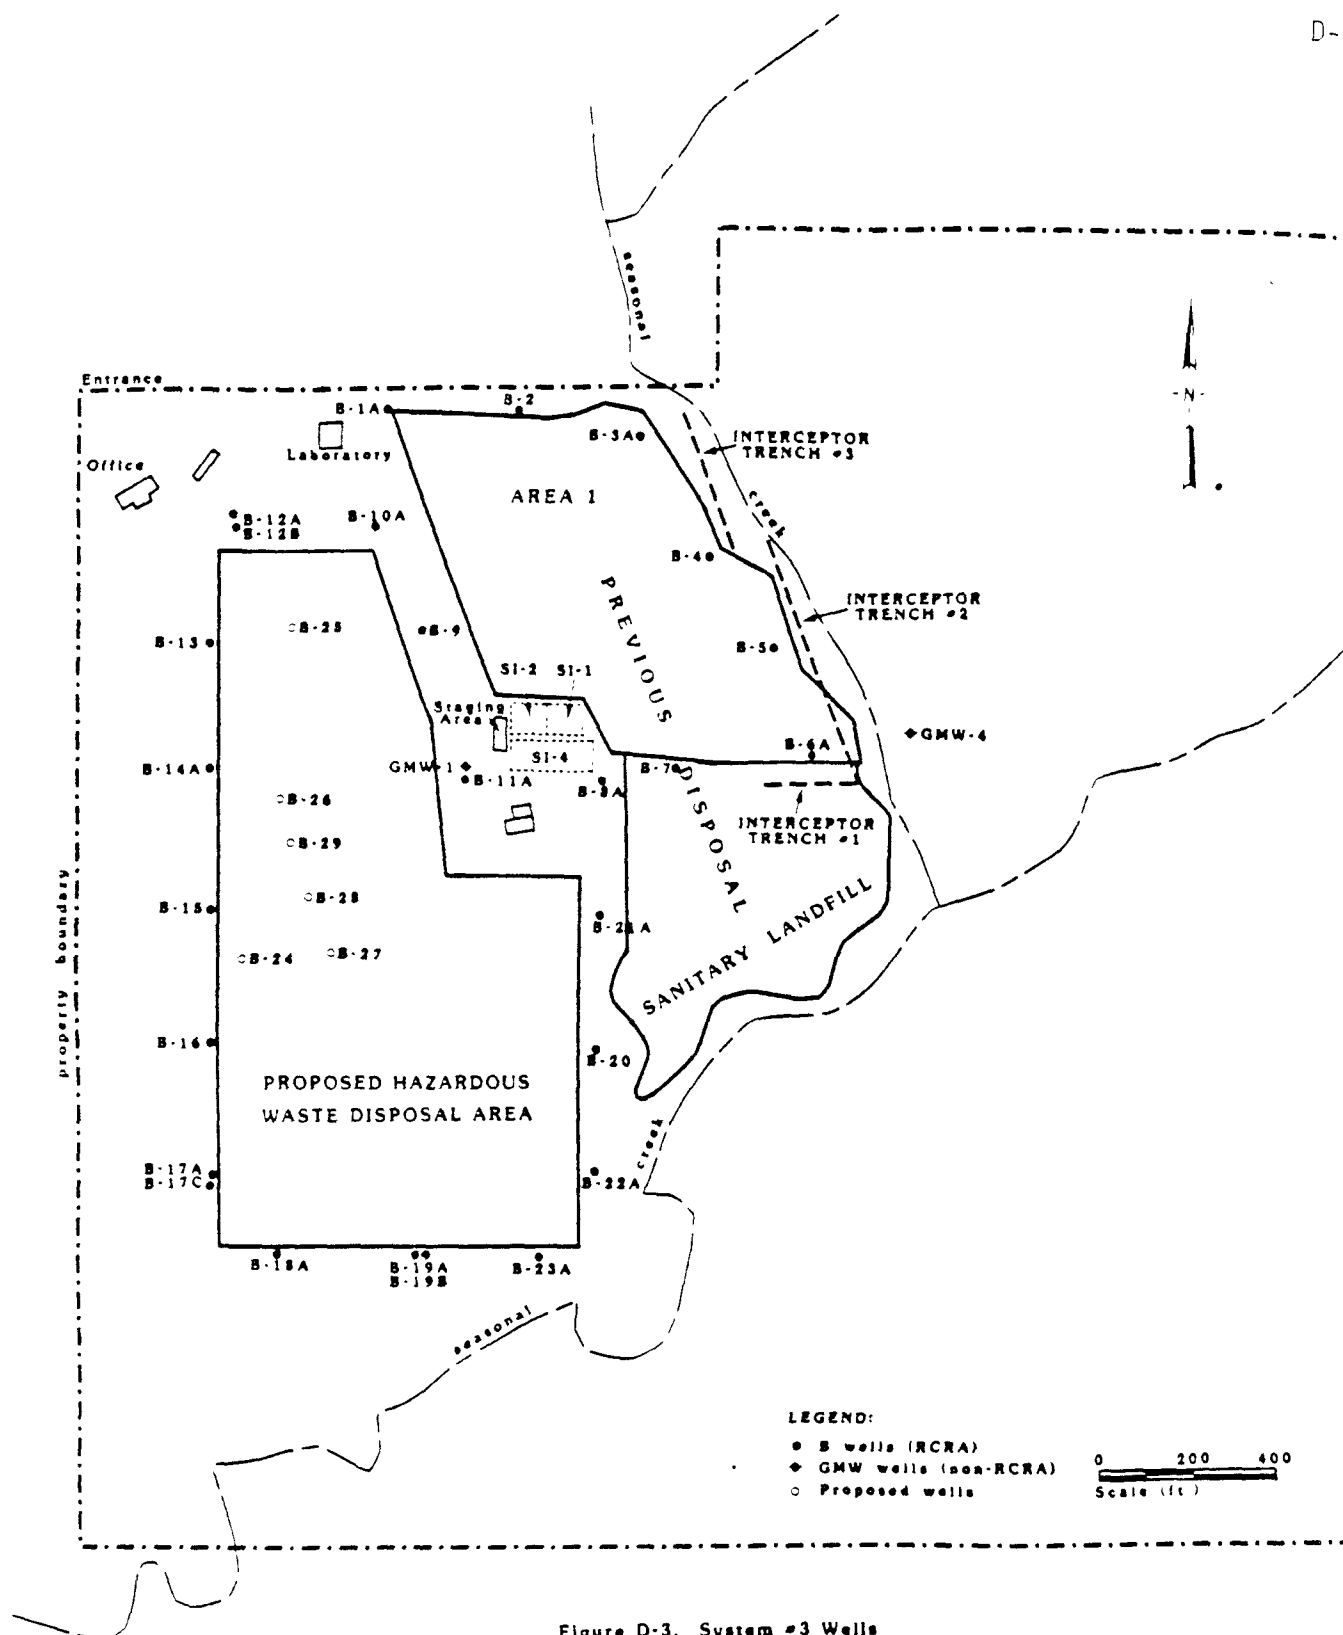 D-
seasonal
Entrance
B-1A
B-2
B-3A
INTERCEPTOR
TRENCH #3
-N-
Laboratory
Office
AREA 1
creek
B-12A
B-12B
B-10A
B-4
INTERCEPTOR
TRENCH #2
PREVIOUS
B-25
B-13
B-9
B-5
SI-2 SI-1
Staging
Area
GMW-4
B-6A
SI-4
B-14A
GMW-1
B-11A
B-7
B-8A
DISPOSAL
B-26
INTERCEPTOR
TRENCH #1
B-29
B-28
B-15
B-21A
SANITARY LANDFILL
B-24
B-27
property boundary
B-16
B-20
PROPOSED HAZARDOUS
WASTE DISPOSAL AREA
creek
B-17A
B-17C
B-22A
B-18A
B-19A
B-19B
B-23A
seasonal
LEGEND:
B wells (RCRA)
GMW wells (non-RCRA)
Proposed wells
0 200 400
Scale (ft)
Figure D-3. System #3 Wells